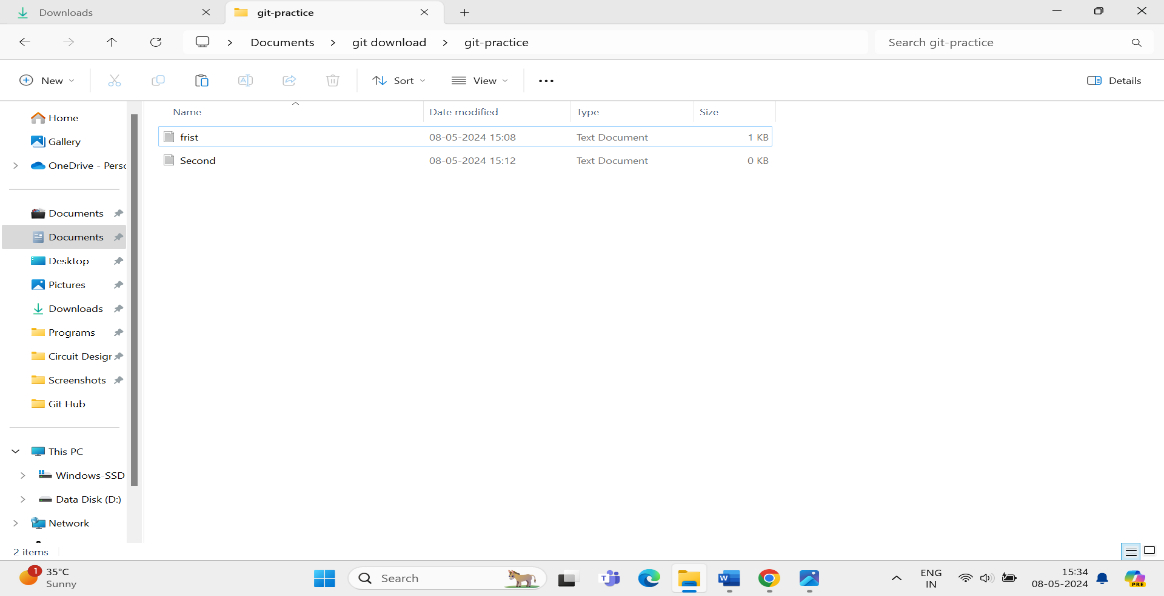 Downloads
git-practice
Documents
git download
git-practice
Search git-practice
New
Sort
View
Details
Name
Date modified
Type
Size
frist
08-05-2024 15:08
Text Document
1 KB
Second
08-05-2024 15:12
Text Document
0 KB
Home
Gallery
OneDrive - Perso
Documents
Documents
Desktop
Pictures
Downloads
Programs
Circuit Design
Screenshots
Git Hub
This PC
Windows-SSD
Data Disk (D:)
Network
2 items
1
35°C
Sunny
Search
T
W
PRE
ENG
IN
15:34
08-05-2024